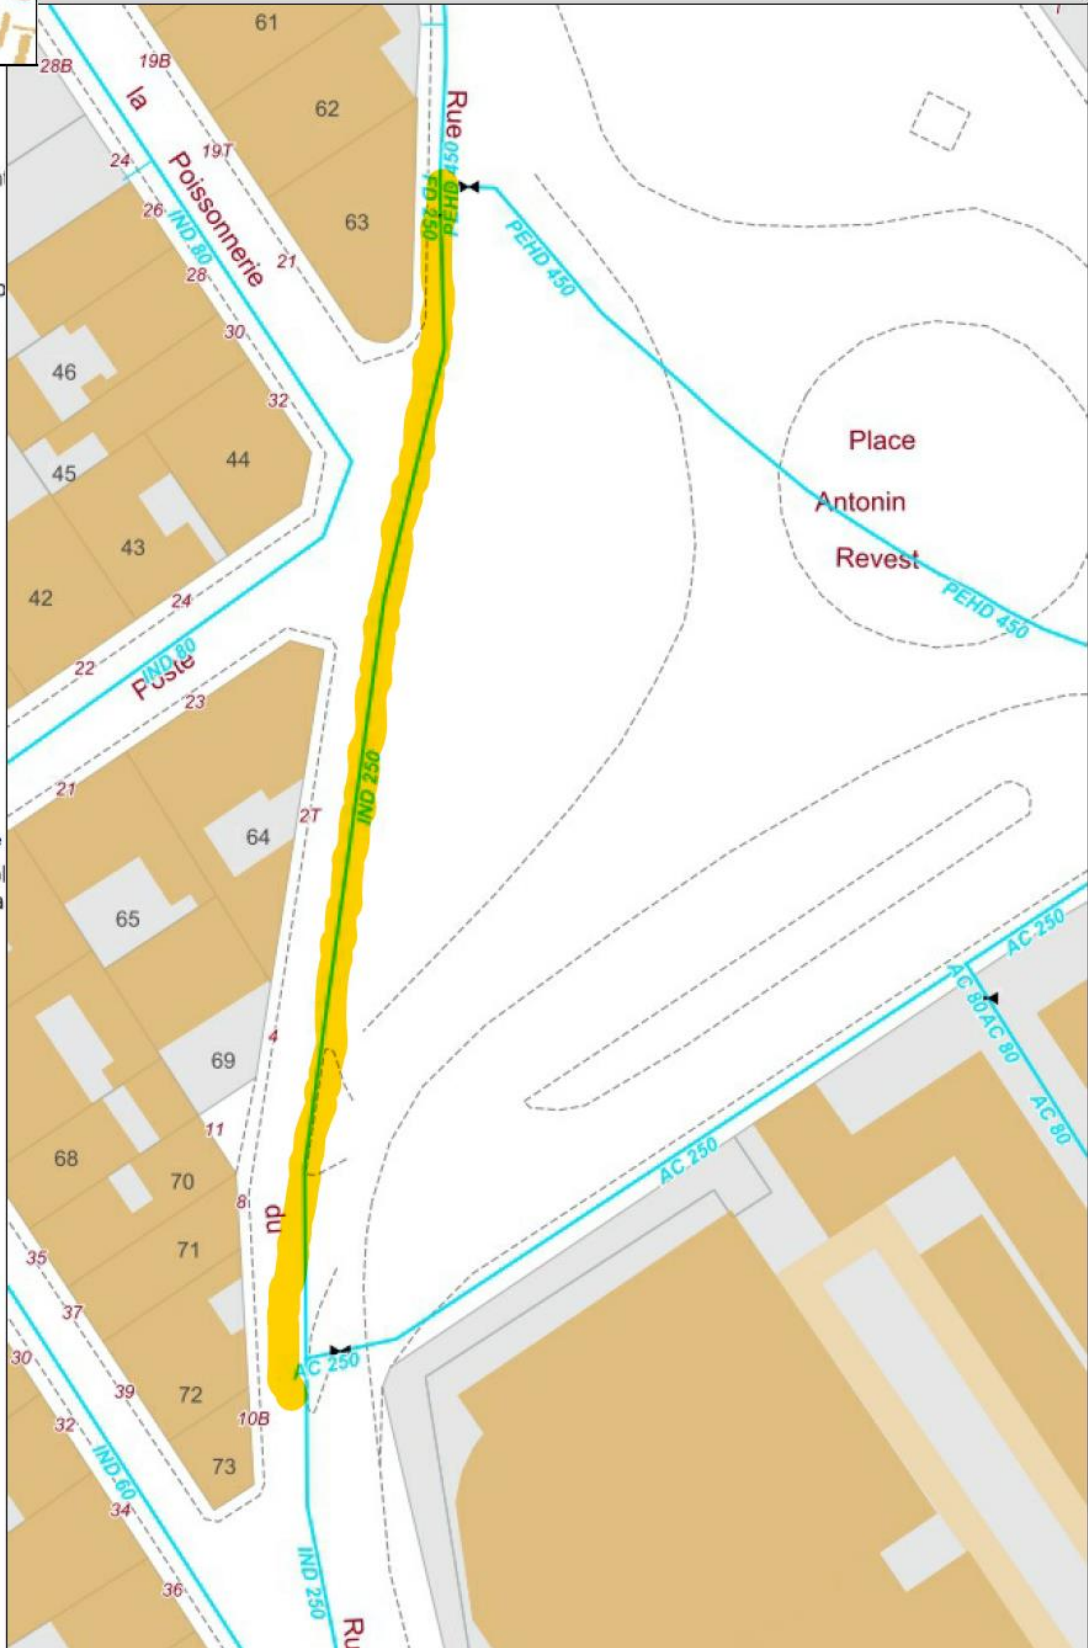 61
19B
28B
la
62
Rue
19T
24
Poissonnerie
PEHD 450
FD 250
26
IND 80
63
PEHD 450
21
28
30
46
32
Place
44
45
Antonin
43
Revest
PEHD 450
42
24
IND 80
22
Poste
23
IND 250
21
2T
64
65
AC 250
AC 80
AC 80
4
69
AC 80
11
68
AC 250
70
8
du
71
35
37
30
AC 250
39
72
10B
32
73
IND 60
34
IND 250
36
Ru